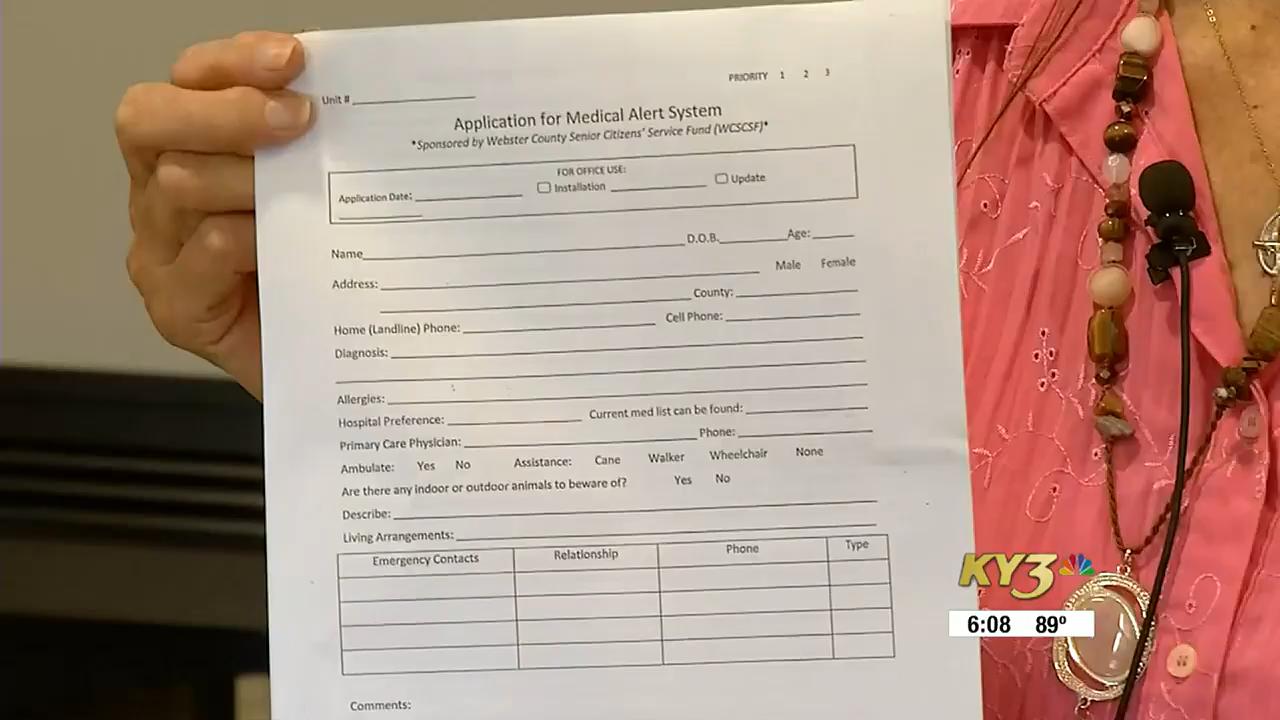 PRIORITY 1 2 3
Unit # ____________
Application for Medical Alert System
*Sponsored by Webster County Senior Citizens' Service Fund (WCSCSF)*
FOR OFFICE USE:
Application Date: ____________ ☐ Installation ____________ ☐ Update
____________
Name____________ D.O.B.____________ Age: ______
Address: ____________ Male Female
____________ County: ____________
Home (Landline) Phone: ____________ Cell Phone: ____________
Diagnosis: ____________
____________
Allergies: ____________
Hospital Preference: ____________ Current med list can be found: ____________
Primary Care Physician: ____________ Phone: ____________
Ambulate: Yes No Assistance: Cane Walker Wheelchair None
Are there any indoor or outdoor animals to beware of? Yes No
Describe: ____________
Living Arrangements: ____________
Emergency Contacts Relationship Phone Type
Comments:
KY3
6:08 89º